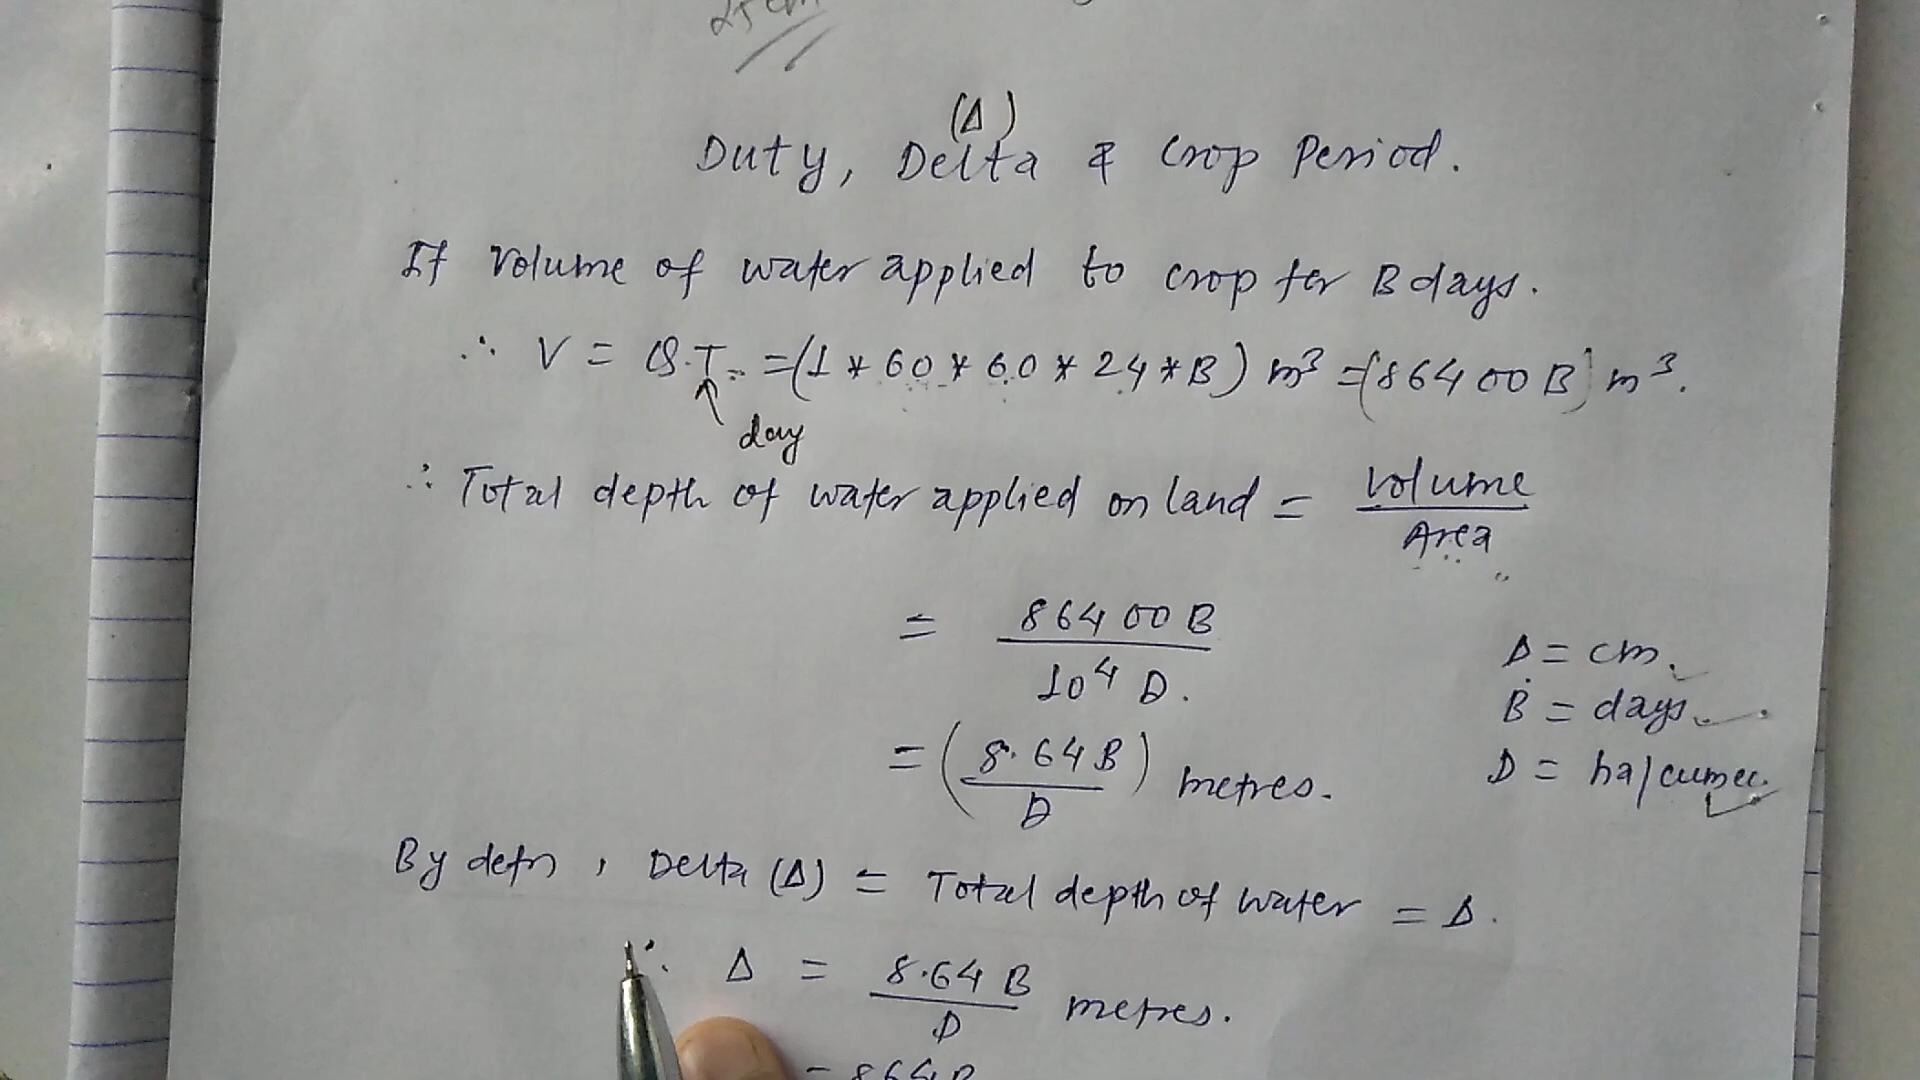 25cm
(Δ)
Duty, Delta & Crop Period.
If Volume of water applied to crop for B days.
∴ V = Q.T = (1 * 60 * 60 * 24 * B) m³ = (86400 B) m³.
day
∴ Total depth of water applied on land = Volume / Area
= 86400 B / 10⁴ D.
= (8.64 B / D) metres.
Δ = cm.
B = days.
D = ha/cumec.
By defn, Delta (Δ) = Total depth of water = Δ.
∴ Δ = 8.64 B / D metres.
= 864 B